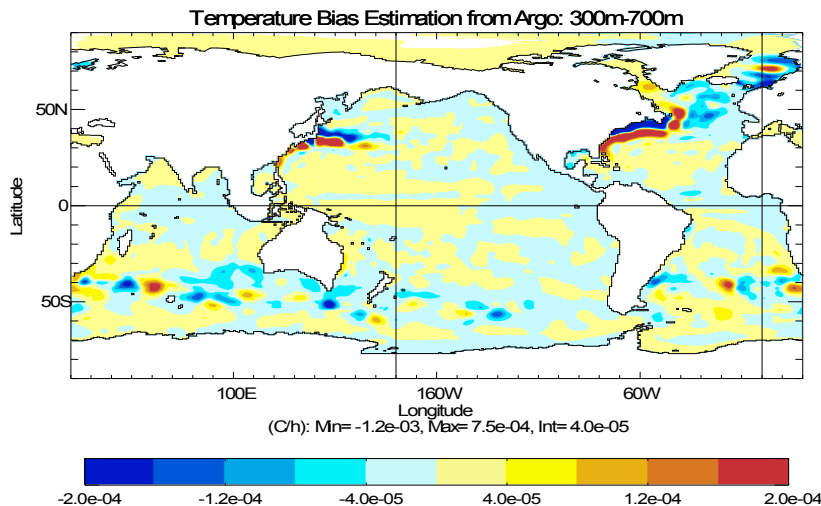 Temperature Bias Estimation from Argo: 300m-700m
50N
0
50S
Latitude
100E 160W 60W
Longitude
(C/h): Min= -1.2e-03, Max= 7.5e-04, Int= 4.0e-05
-2.0e-04 -1.2e-04 -4.0e-05 4.0e-05 1.2e-04 2.0e-04